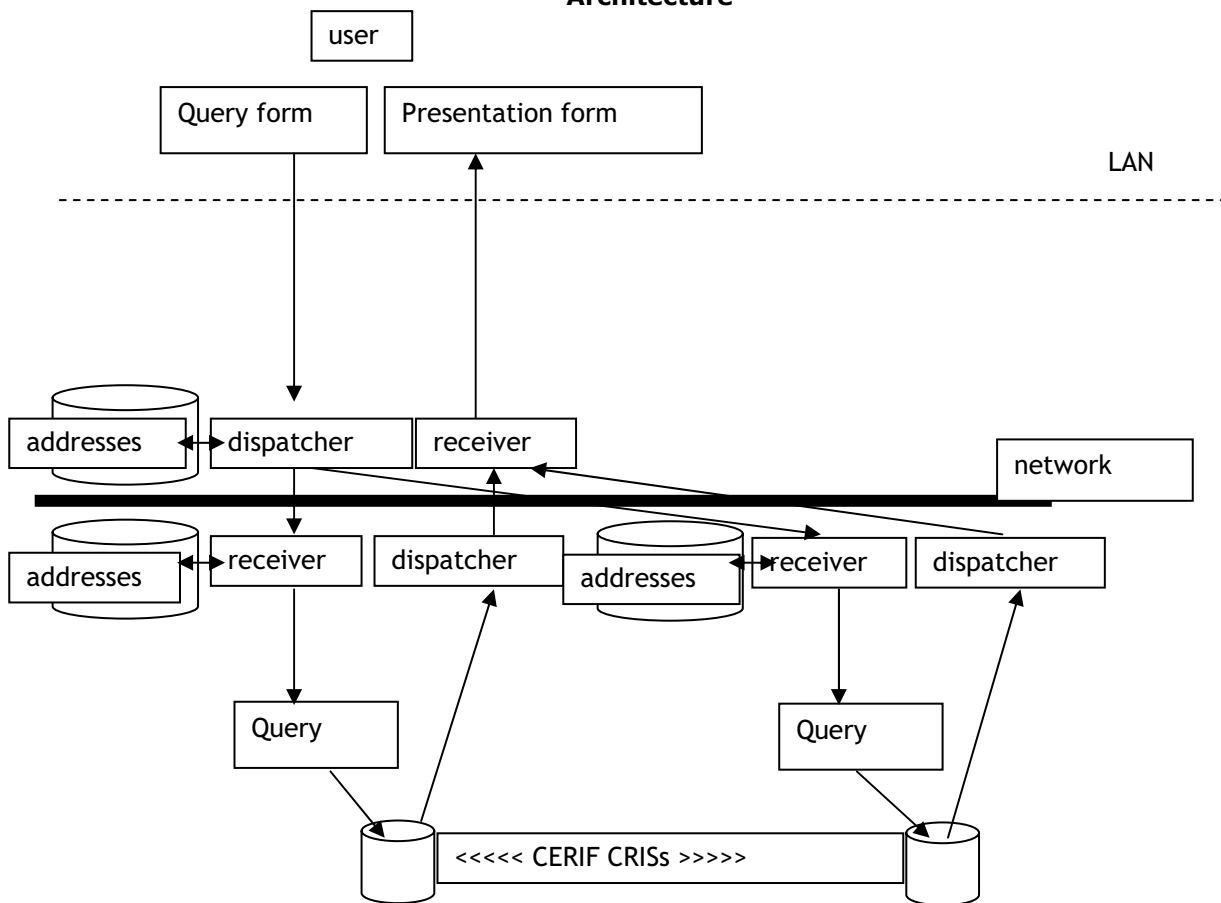 Architecture
user
Query form
Presentation form
LAN
addresses
dispatcher
receiver
network
addresses
receiver
dispatcher
addresses
receiver
dispatcher
Query
Query
<<<<< CERIF CRISs >>>>>